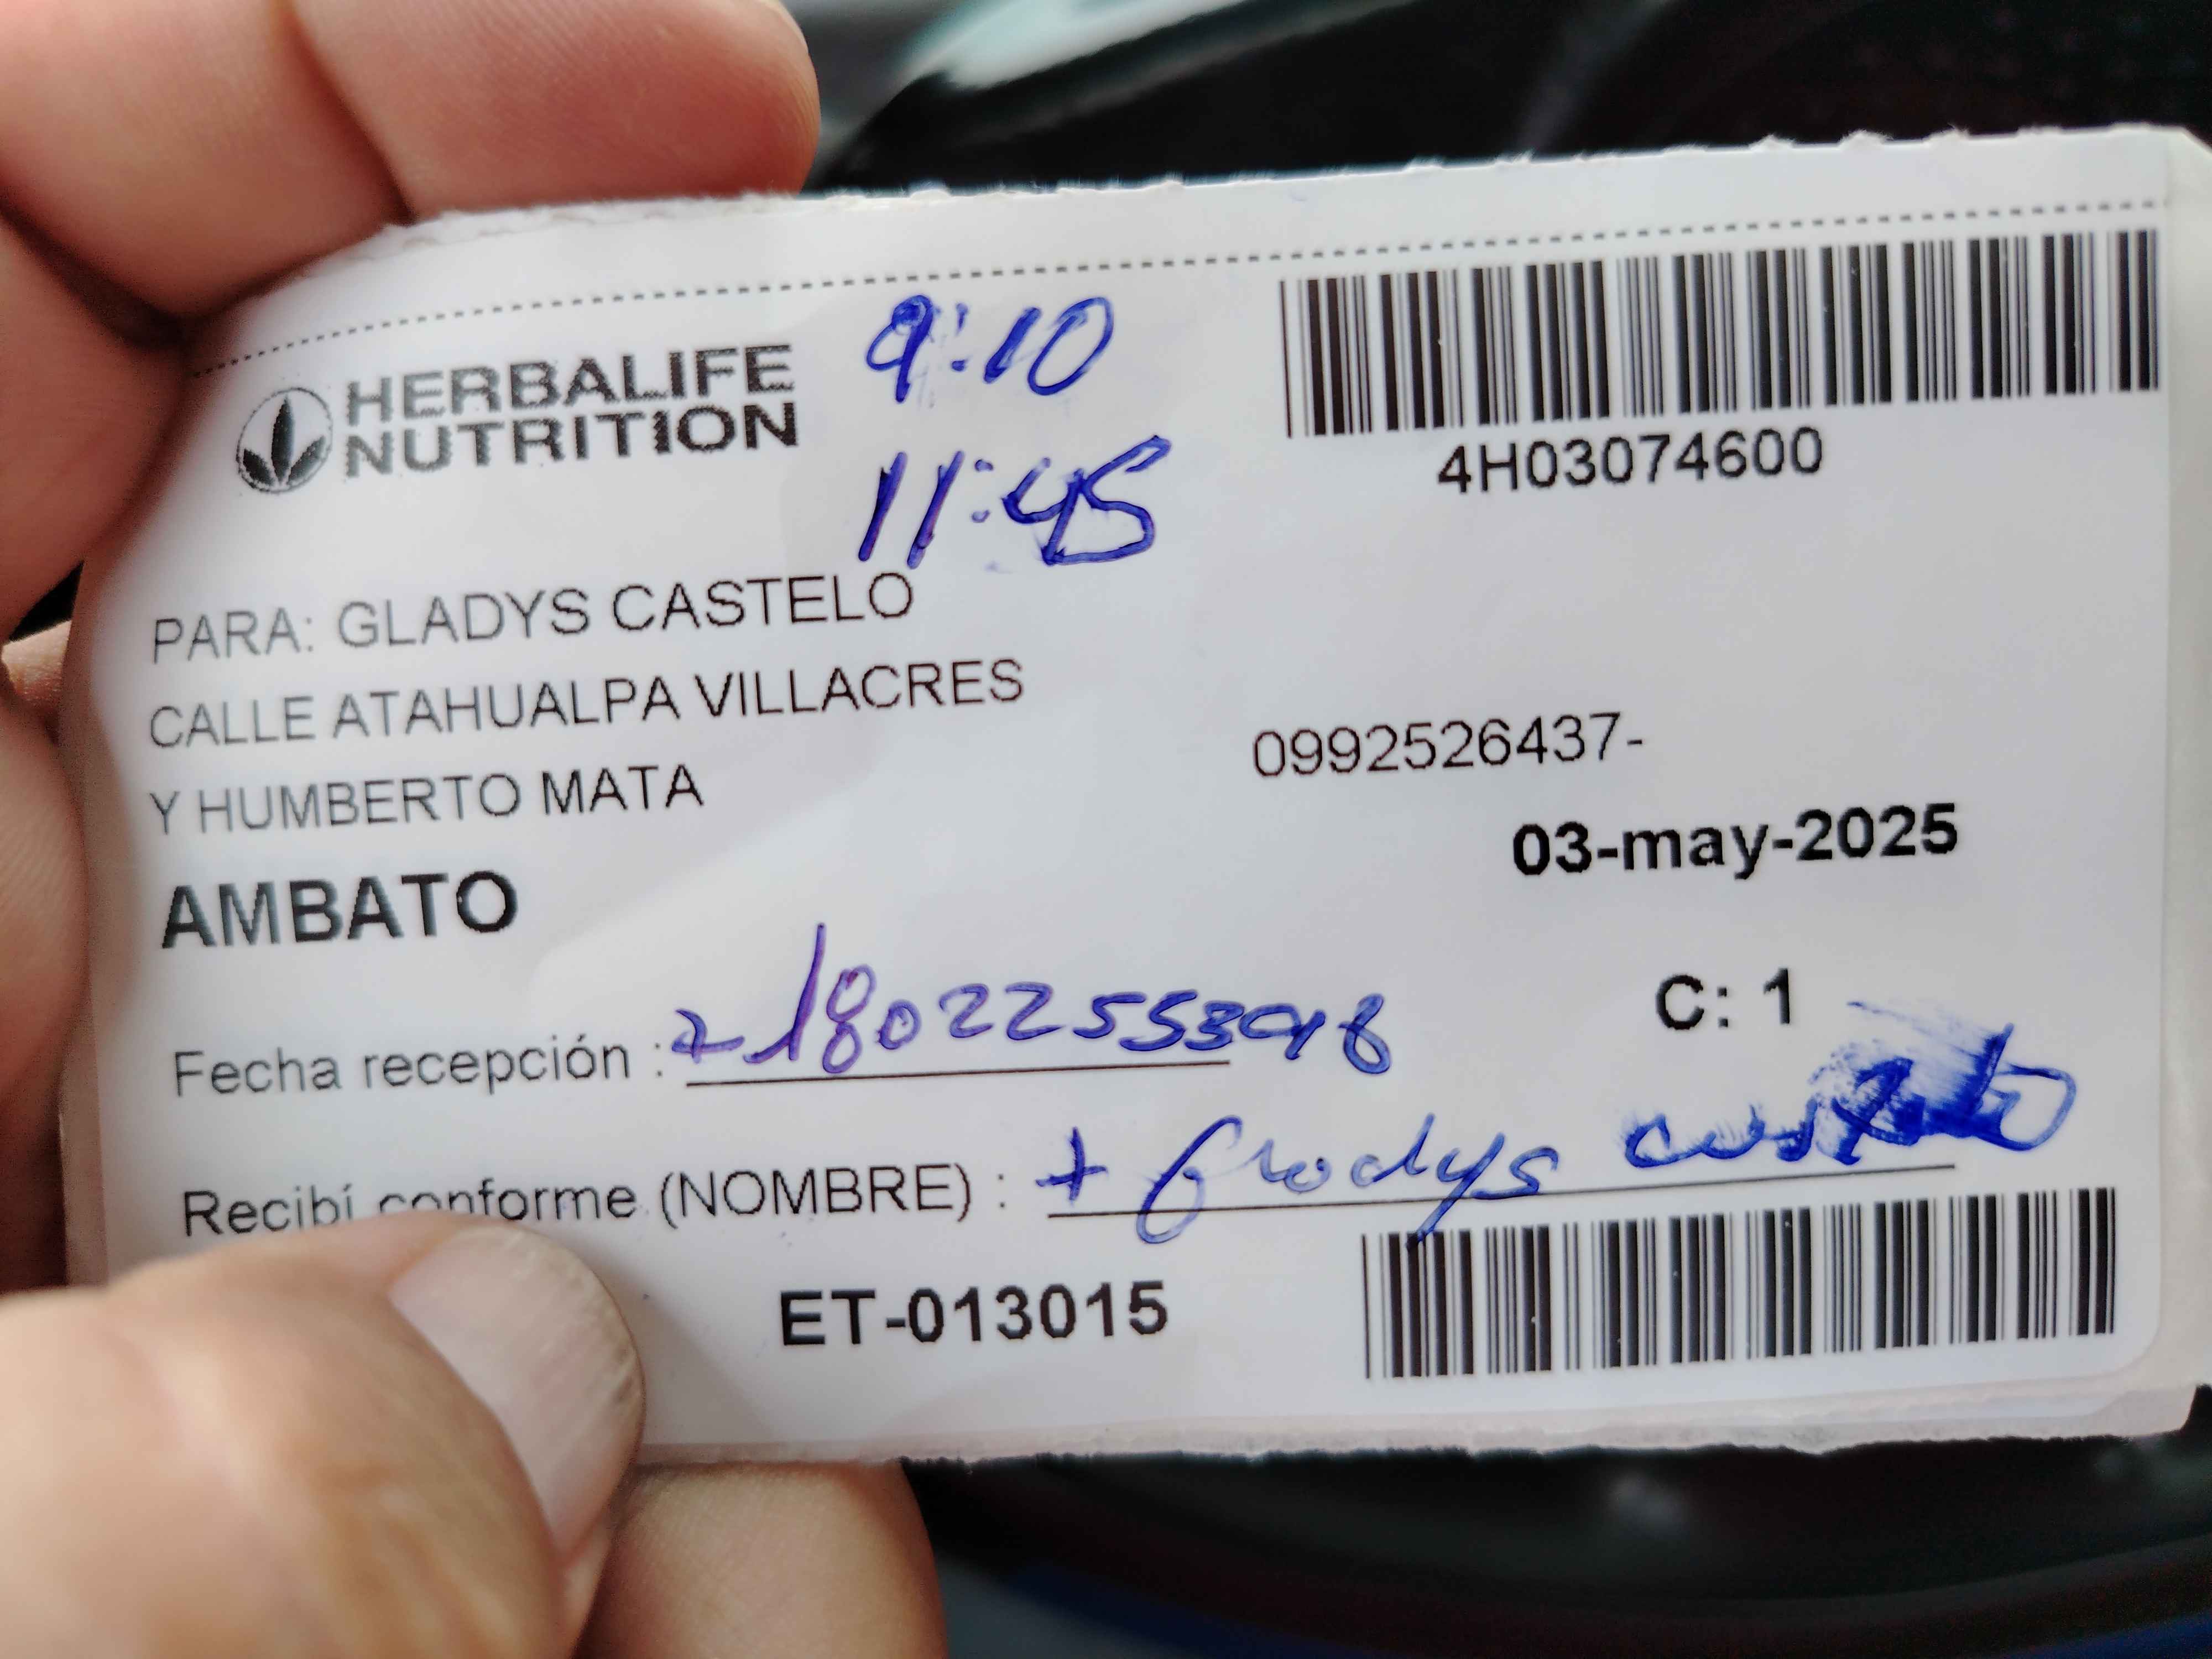 HERBALIFE
NUTRITION
9:10
11:45
4H03074600
PARA: GLADYS CASTELO
CALLE ATAHUALPA VILLACRES
Y HUMBERTO MATA
0992526437-
03-may-2025
AMBATO
C: 1
Fecha recepción :
Recibí conforme (NOMBRE) : + Gladys
ET-013015